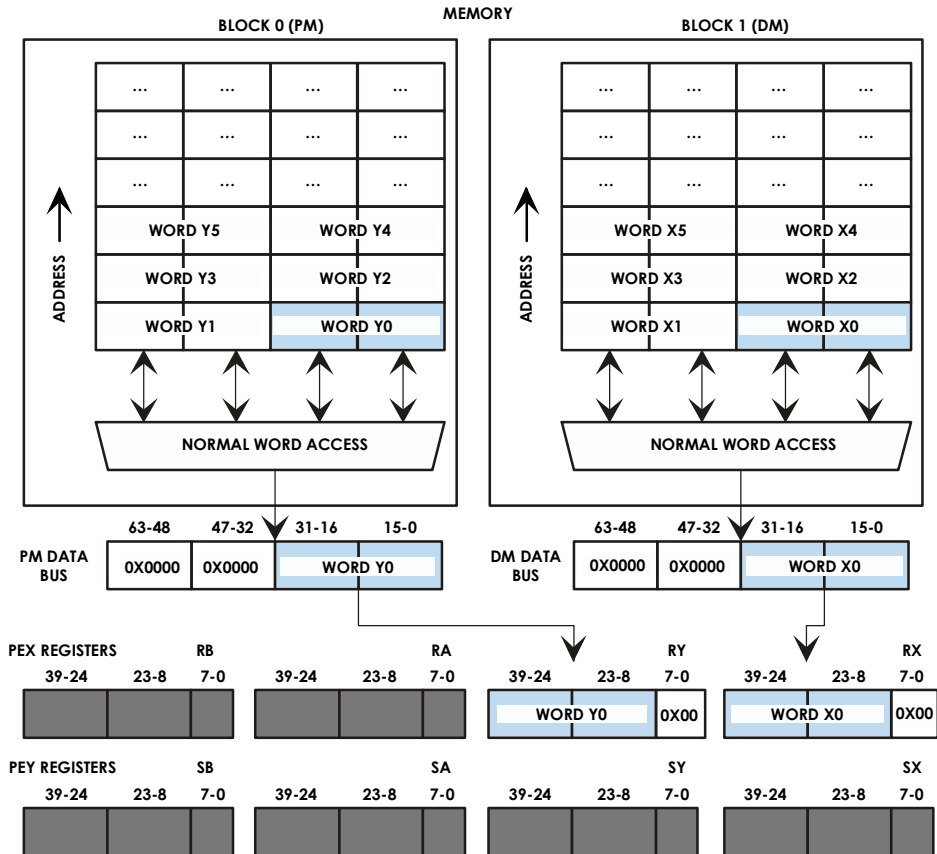 MEMORY
BLOCK 0 (PM) BLOCK 1 (DM)
... ... ... ... ... ... ... ...
... ... ... ... ... ... ... ...
... ... ... ... ... ... ... ...
WORD Y5 WORD Y4 WORD X5 WORD X4
WORD Y3 WORD Y2 WORD X3 WORD X2
WORD Y1 WORD Y0 WORD X1 WORD X0
ADDRESS ADDRESS
NORMAL WORD ACCESS NORMAL WORD ACCESS
63-48 47-32 31-16 15-0 63-48 47-32 31-16 15-0
PM DATA BUS 0X0000 0X0000 WORD Y0 DM DATA BUS 0X0000 0X0000 WORD X0
PEX REGISTERS RB RA RY RX
39-24 23-8 7-0 39-24 23-8 7-0 39-24 23-8 7-0 39-24 23-8 7-0
WORD Y0 0X00 WORD X0 0X00
PEY REGISTERS SB SA SY SX
39-24 23-8 7-0 39-24 23-8 7-0 39-24 23-8 7-0 39-24 23-8 7-0